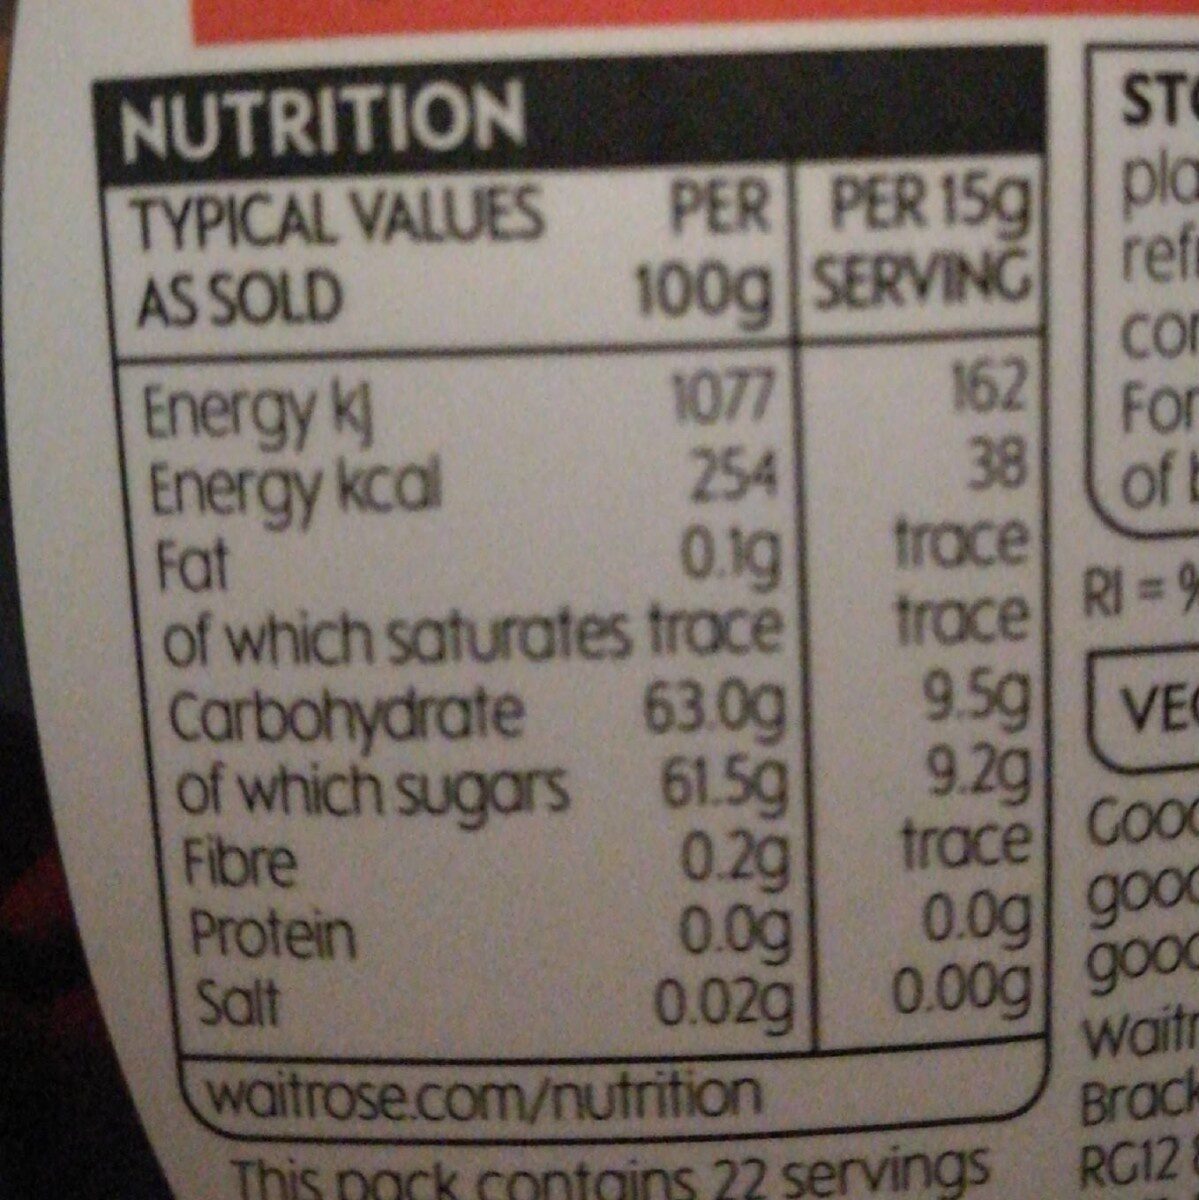 NUTRITION
TYPICAL VALUES PER PER 15g
AS SOLD 100g SERVING
Energy kJ 1077 162
Energy kcal 254 38
Fat 0.1g trace
of which saturates trace trace
Carbohydrate 63.0g 9.5g
of which sugars 61.5g 9.2g
Fibre 0.2g trace
Protein 0.0g 0.0g
Salt 0.02g 0.00g
waitrose.com/nutrition
This pack contains 22 servings
RI = %
of
RG12